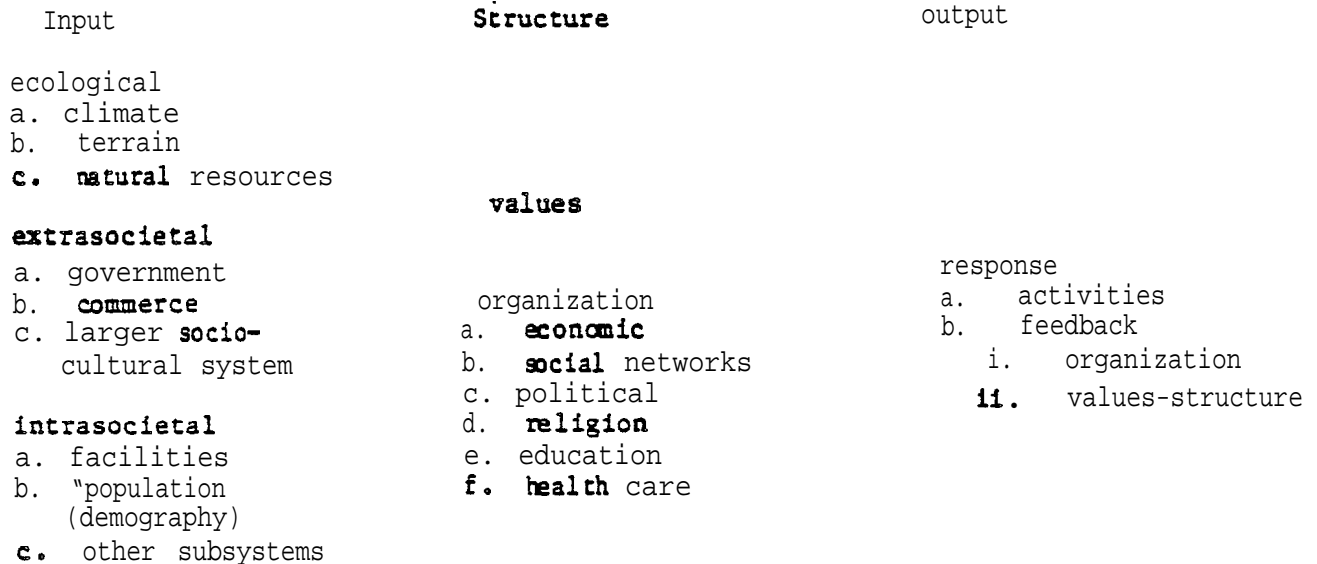 Input
ecological
a. climate
b. terrain
c. natural resources
extrasocietal
a. government
b. commerce
c. larger socio-
cultural system
intrasocietal
a. facilities
b. "population
(demography)
c. other subsystems
Structure
values
organization
a. economic
b. social networks
c. political
d. religion
e. education
f. health care
output
response
a. activities
b. feedback
i. organization
ii. values-structure